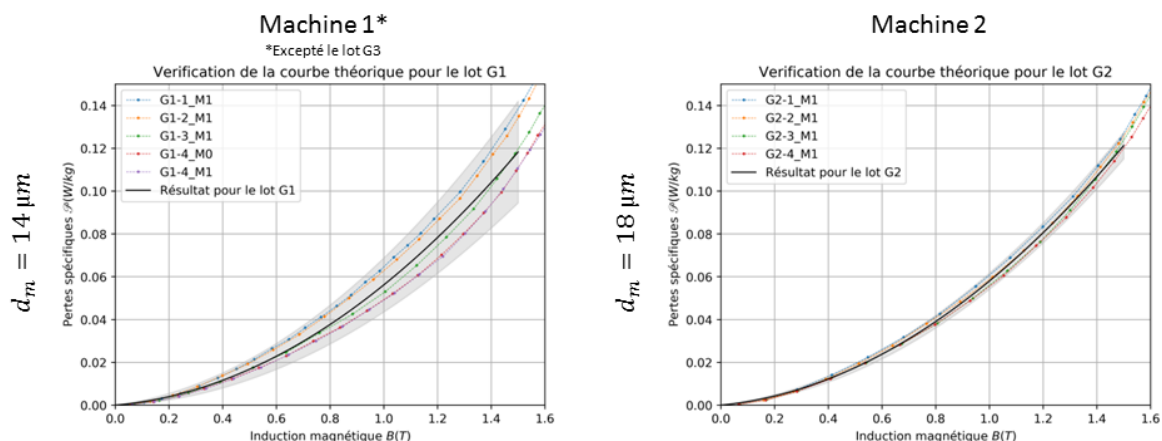 Machine 1*
*Excepté le lot G3
d_m = 14 μm
Verification de la courbe théorique pour le lot G1
Pertes spécifiques 𝒫(W/kg)
0.14
0.12
0.10
0.08
0.06
0.04
0.02
0.00
G1-1_M1
G1-2_M1
G1-3_M1
G1-4_M0
G1-4_M1
Résultat pour le lot G1
0.0 0.2 0.4 0.6 0.8 1.0 1.2 1.4 1.6
Induction magnétique B(T)
Machine 2
d_m = 18 μm
Verification de la courbe théorique pour le lot G2
Pertes spécifiques 𝒫(W/kg)
0.14
0.12
0.10
0.08
0.06
0.04
0.02
0.00
G2-1_M1
G2-2_M1
G2-3_M1
G2-4_M1
Résultat pour le lot G2
0.0 0.2 0.4 0.6 0.8 1.0 1.2 1.4 1.6
Induction magnétique B(T)